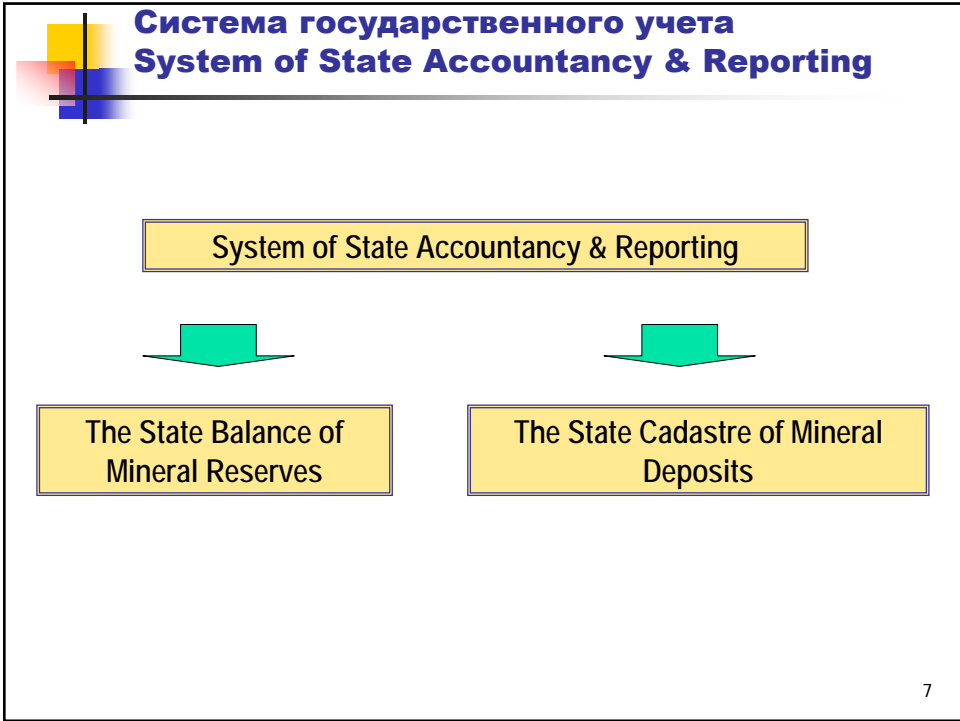 Система государственного учета
System of State Accountancy & Reporting
System of State Accountancy & Reporting
The State Balance of
Mineral Reserves
The State Cadastre of Mineral
Deposits
7